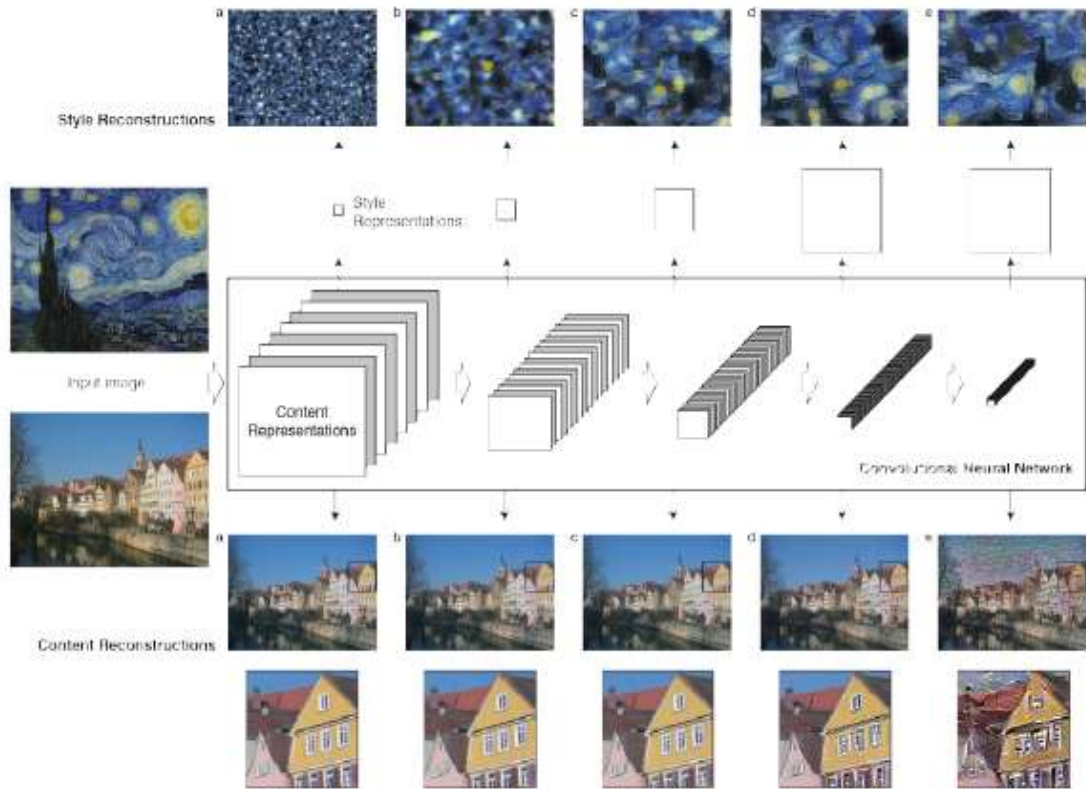 a b c d e
Style Reconstructions
Style
Representations
Input image
Content
Representations
Convolutional Neural Network
a b c d e
Content Reconstructions